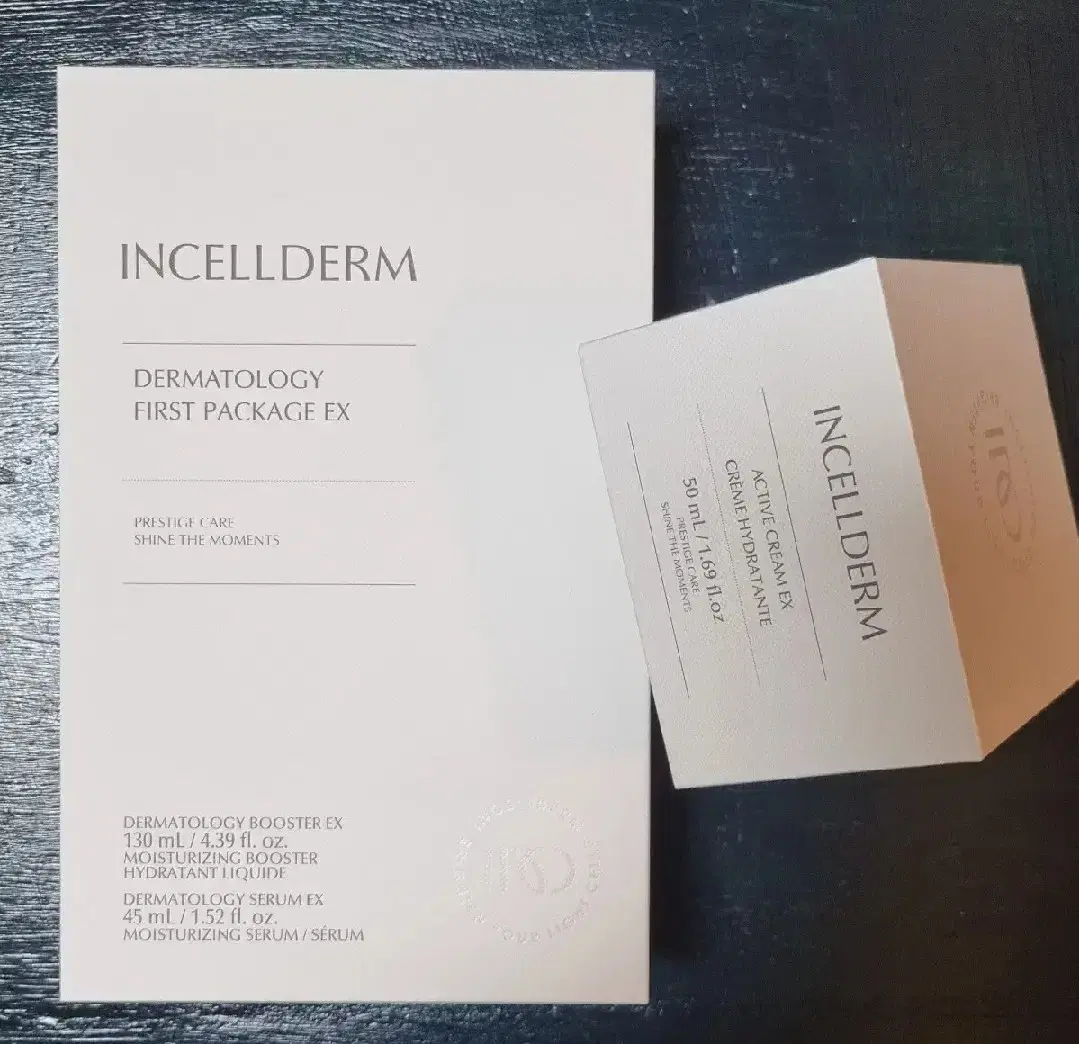 INCELLDERM
DERMATOLOGY
FIRST PACKAGE EX
PRESTIGE CARE
SHINE THE MOMENTS
DERMATOLOGY BOOSTER EX
130 mL / 4.39 fl. oz.
MOISTURIZING BOOSTER
HYDRATANT LIQUIDE
DERMATOLOGY SERUM EX
45 mL / 1.52 fl. oz.
MOISTURIZING SERUM / SÉRUM
INCELLDERM
ACTIVE CREAM EX
CRÈME HYDRATANTE
50 mL / 1.69 fl.oz
PRESTIGE CARE
SHINE THE MOMENTS